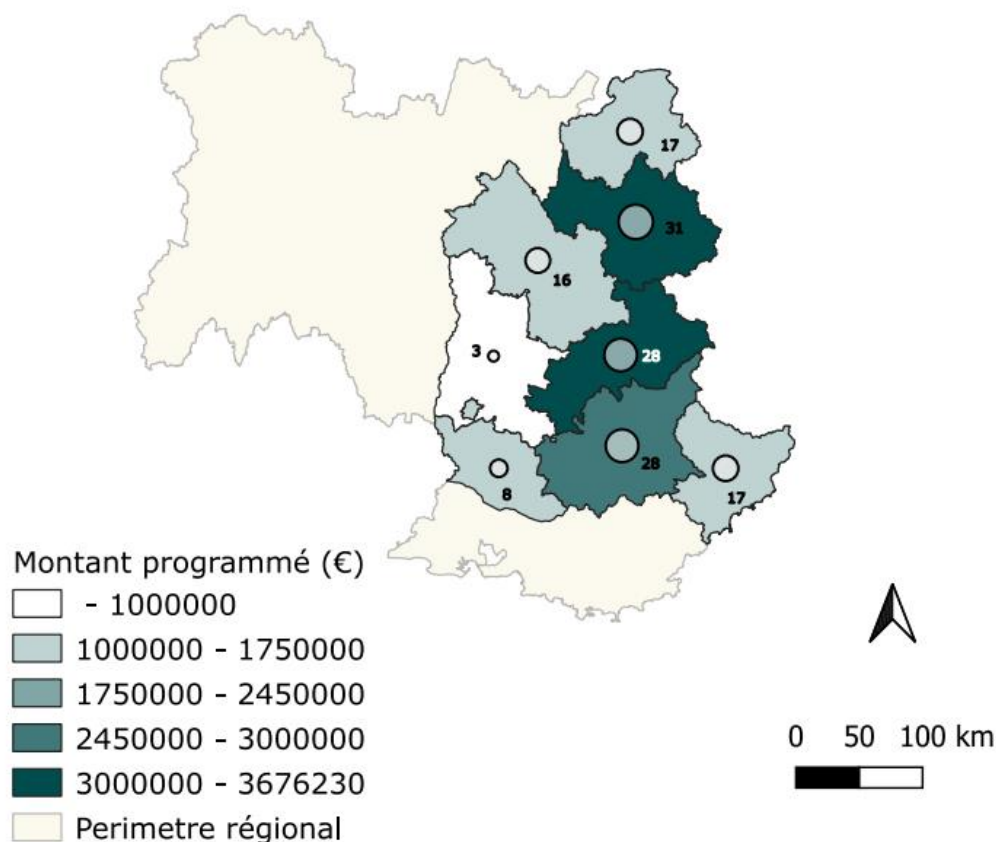 17
31
16
3
28
28
8
17
Montant programmé (€)
- 1000000
1000000 - 1750000
1750000 - 2450000
2450000 - 3000000
3000000 - 3676230
Perimetre régional
0 50 100 km